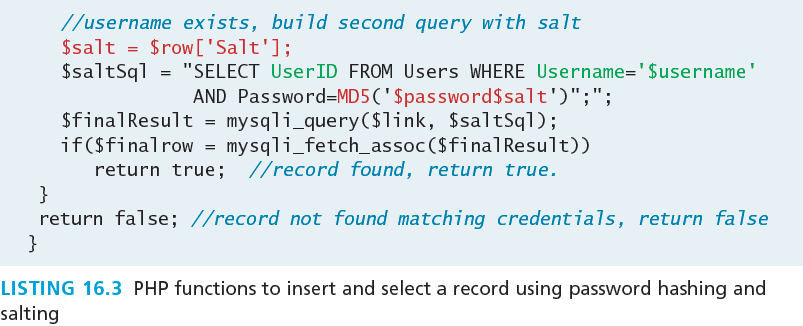 //username exists, build second query with salt
$salt = $row['Salt'];
$saltSql = "SELECT UserID FROM Users WHERE Username='$username'
AND Password=MD5('$password$salt')";";
$finalResult = mysqli_query($link, $saltSql);
if($finalrow = mysqli_fetch_assoc($finalResult))
return true; //record found, return true.
}
return false; //record not found matching credentials, return false
}
LISTING 16.3 PHP functions to insert and select a record using password hashing and
salting